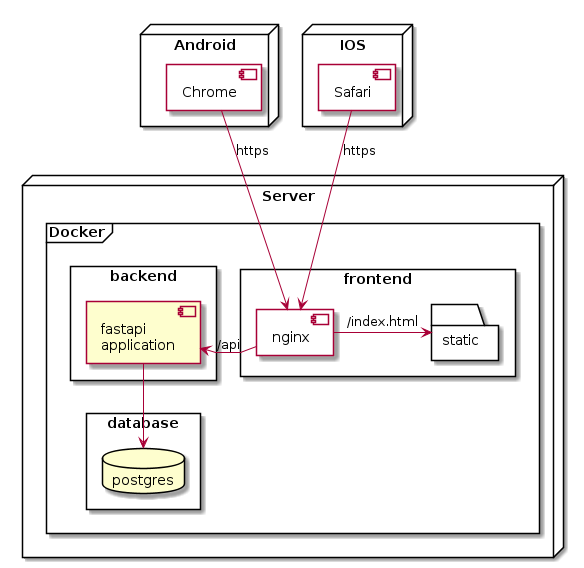 Android
IOS
Chrome
Safari
https
https
Server
Docker
backend
frontend
fastapi
application
/api
nginx
/index.html
static
database
postgres